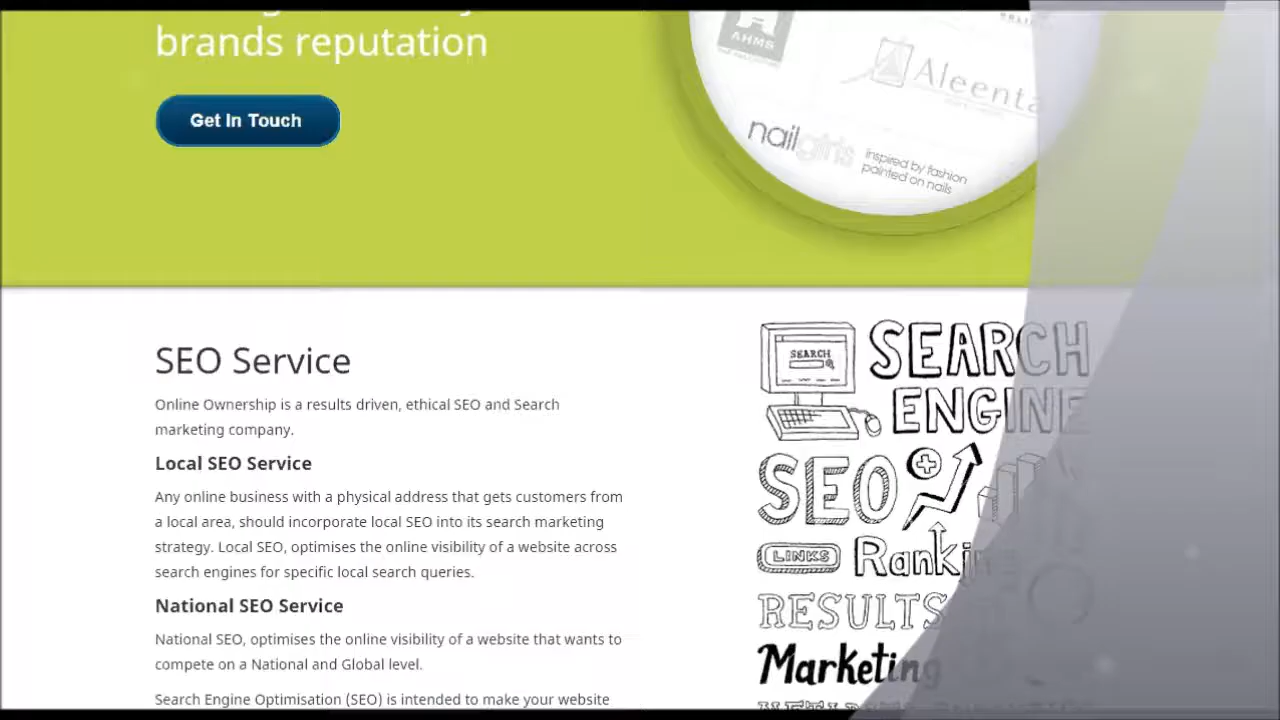 brands reputation
Get In Touch
AHMS
Aleenta
nailgirls
inspired by fashion
painted on nails
SEO Service
Online Ownership is a results driven, ethical SEO and Search
marketing company.
Local SEO Service
Any online business with a physical address that gets customers from
a local area, should incorporate local SEO into its search marketing
strategy. Local SEO, optimises the online visibility of a website across
search engines for specific local search queries.
National SEO Service
National SEO, optimises the online visibility of a website that wants to
compete on a National and Global level.
Search Engine Optimisation (SEO) is intended to make your website
SEARCH
SEARCH
ENGINE
SEO
LINKS
Ranki
RESULTS
Marketing